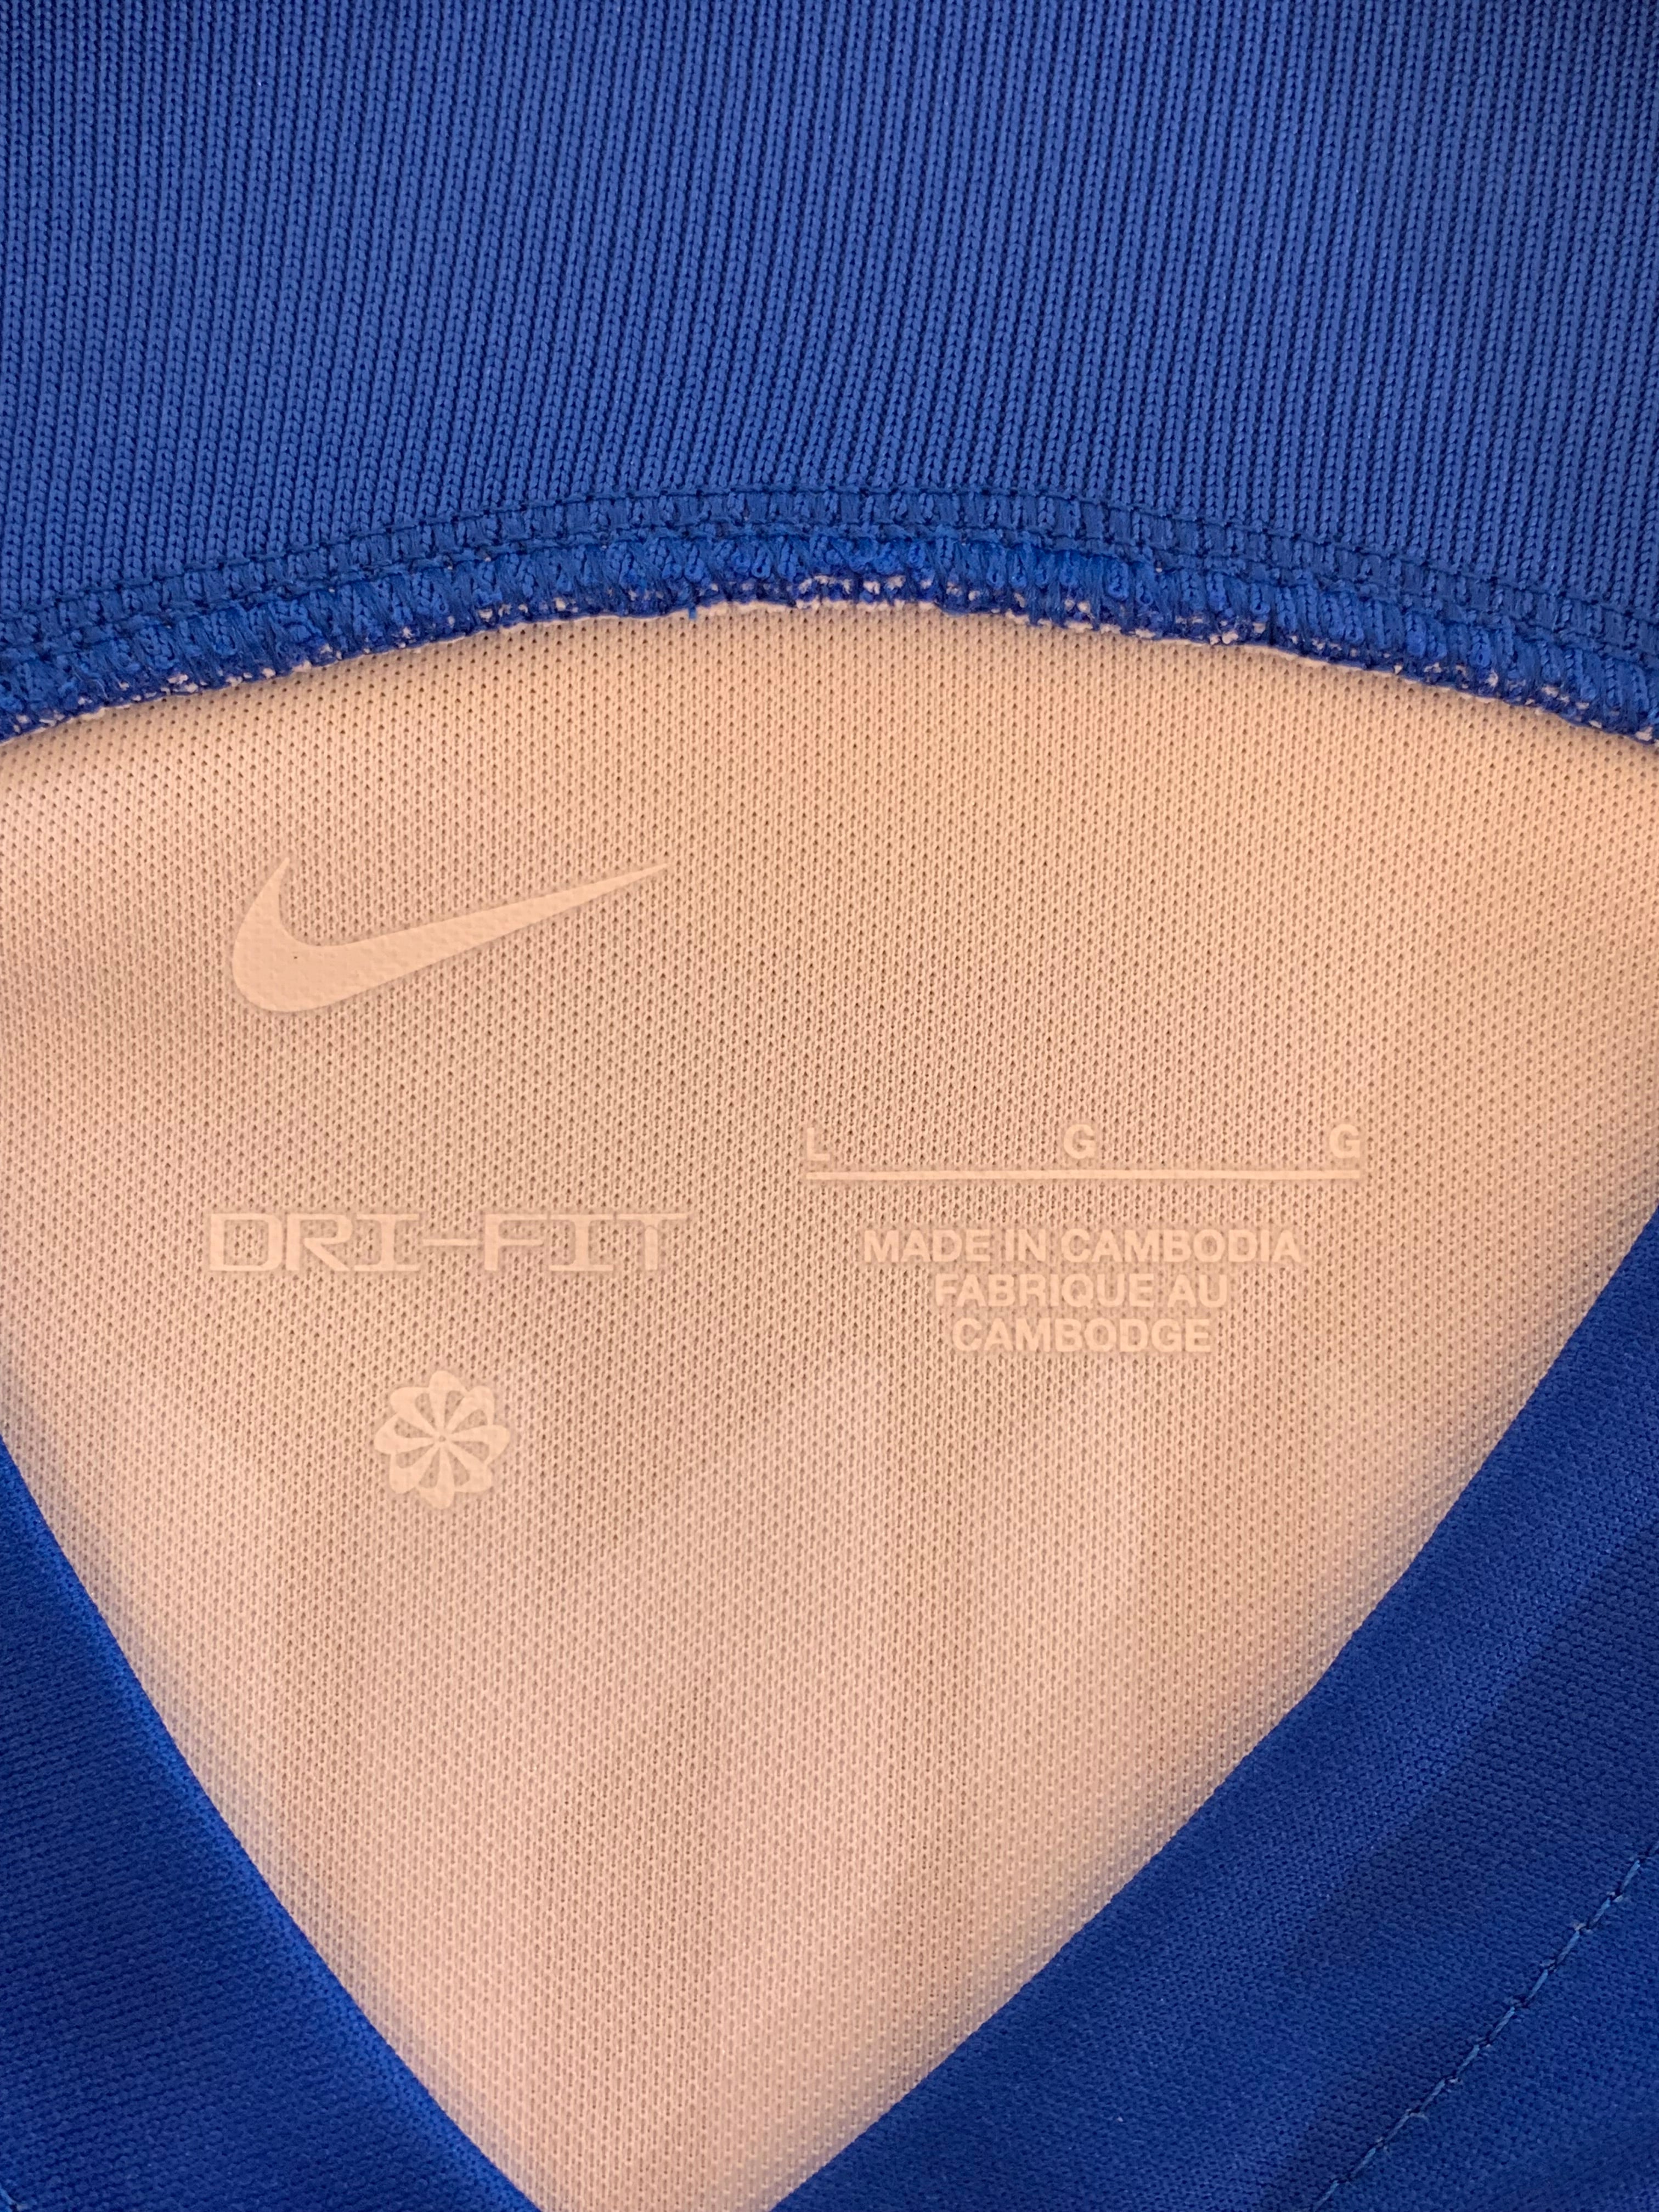 DRI-FIT
L G G
MADE IN CAMBODIA
FABRIQUE AU
CAMBODGE